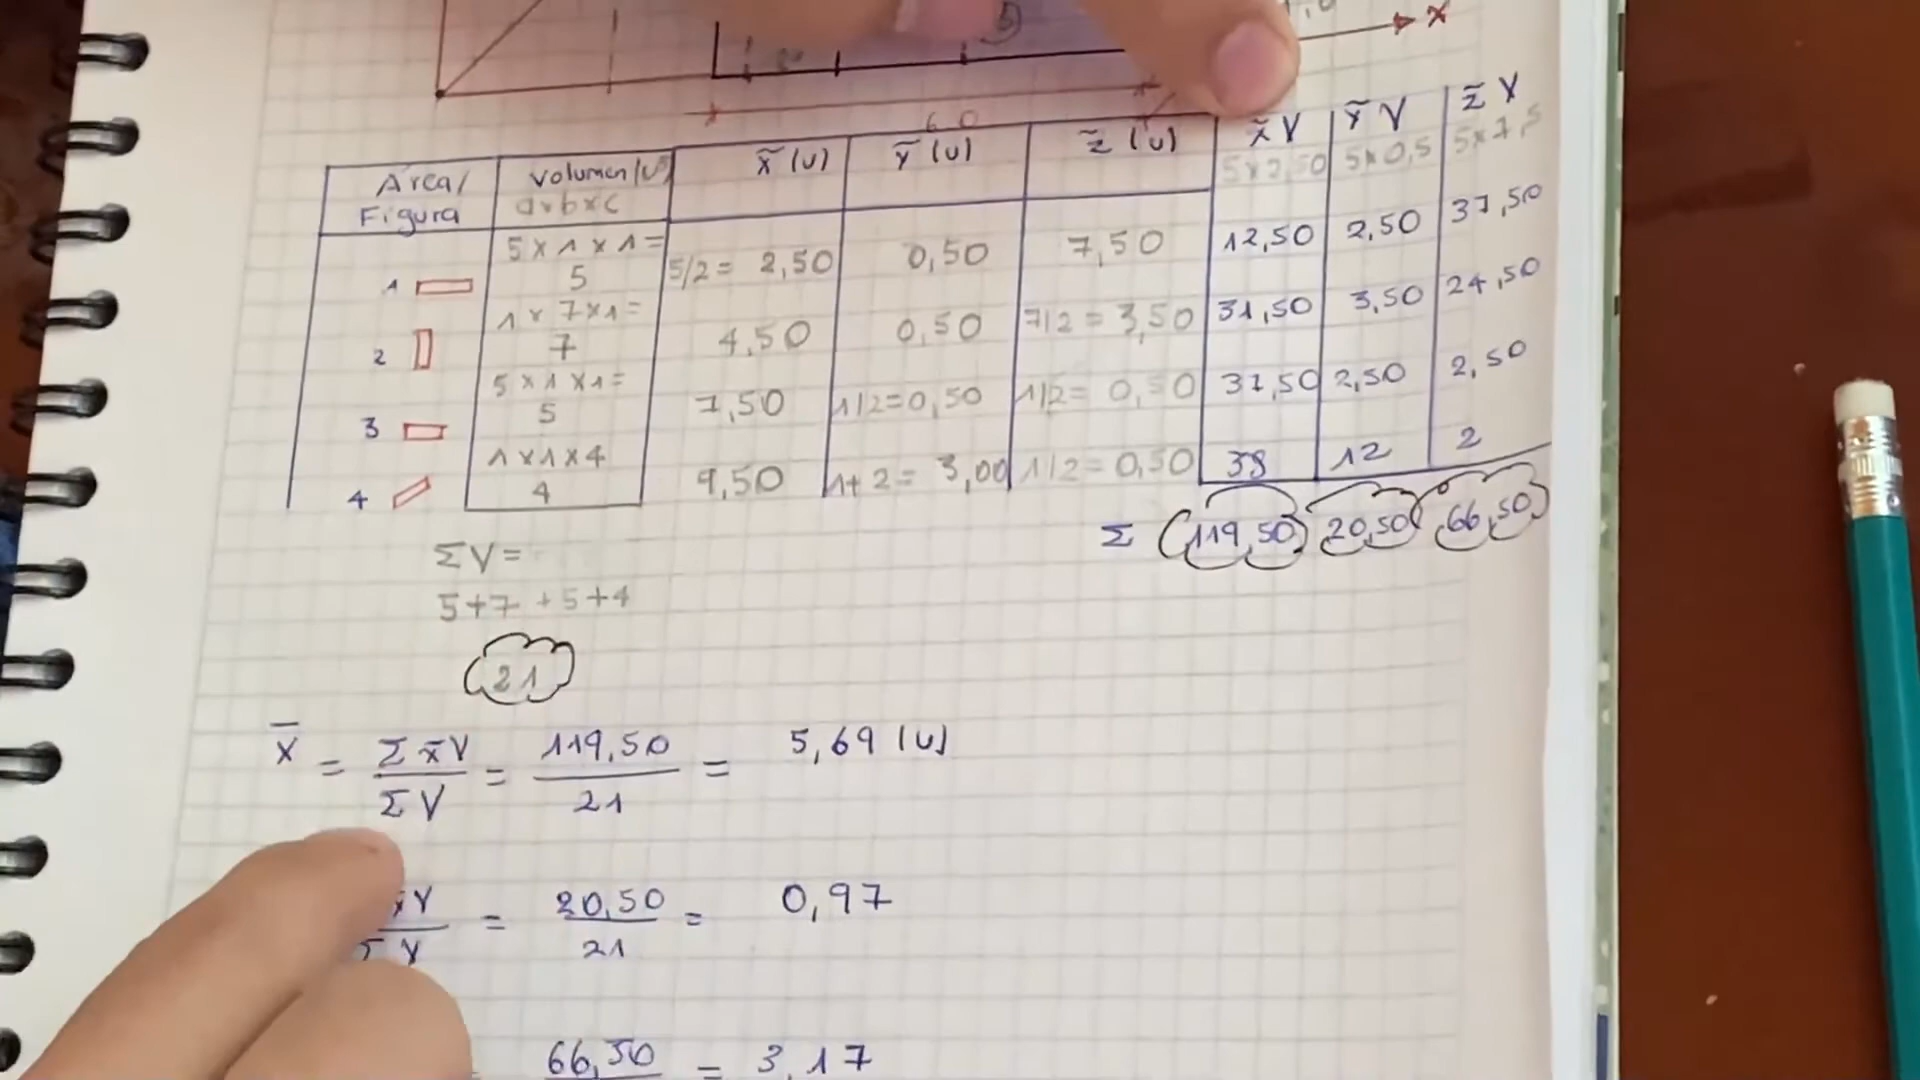 x
6.0
Área/ Figura | Volumen (U³) axbxc | x̃ (u) | ỹ (u) | z̃ (u) | x̃ V 5x2,50 | ỹ V 5x0,5 | z̃ V 5x7,5
1 | 5 x 1 x 1 = 5 | 5/2 = 2,50 | 0,50 | 7,50 | 12,50 | 2,50 | 37,50
2 | 1 x 7 x 1 = 7 | 4,50 | 0,50 | 7/2 = 3,50 | 31,50 | 3,50 | 24,50
3 | 5 x 1 x 1 = 5 | 7,50 | 1/2=0,50 | 1/2= 0,50 | 37,50 | 2,50 | 2,50
4 | 1 x 1 x 4 4 | 9,50 | 1+2= 3,00 | 1/2= 0,50 | 38 | 12 | 2
Σ 119,50 20,50 66,50
ΣV =
5+7+5+4
21
x̄ = Σ x̃V / ΣV = 119,50 / 21 = 5,69 (u)
V / ΣV = 20,50 / 21 = 0,97
66,50 = 3,17